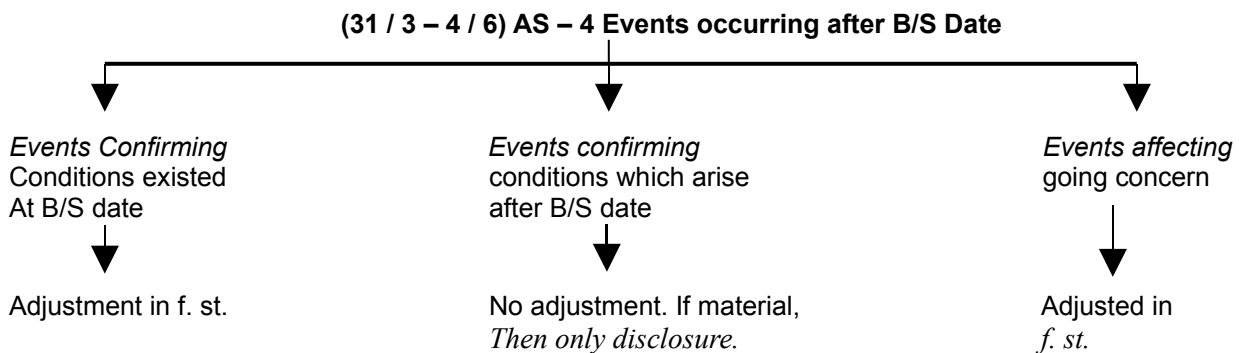 (31 / 3 – 4 / 6) AS – 4 Events occurring after B/S Date
Events Confirming
Conditions existed
At B/S date
Adjustment in f. st.
Events confirming
conditions which arise
after B/S date
No adjustment. If material,
Then only disclosure.
Events affecting
going concern
Adjusted in
f. st.